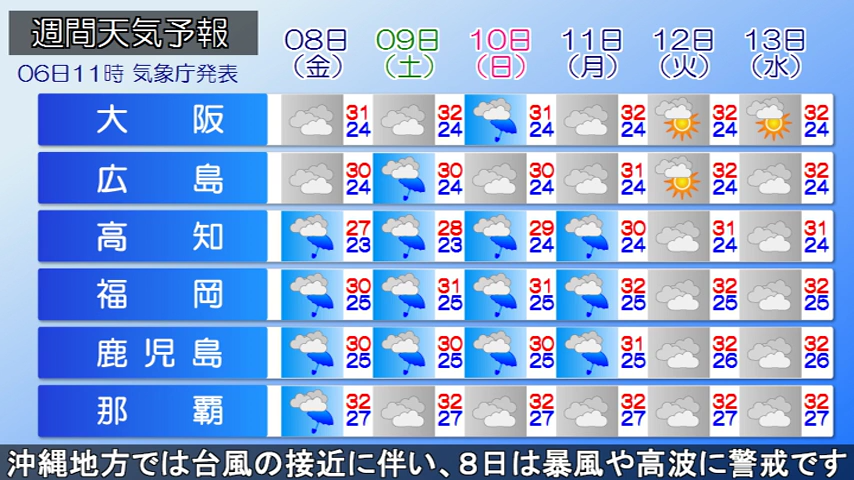 週間天気予報
06日11時 気象庁発表
08日 09日 10日 11日 12日 13日
(金) (土) (日) (月) (火) (水)
大阪 31 24 32 24 31 24 32 24 32 24 32 24
広島 30 24 30 24 30 24 31 24 32 24 32 24
高知 27 23 28 23 29 24 30 24 31 24 31 24
福岡 30 25 31 25 31 25 32 25 32 25 32 25
鹿児島 30 25 30 25 30 25 31 25 32 26 32 26
那覇 32 27 32 27 32 27 32 27 32 27 32 27
沖縄地方では台風の接近に伴い、8日は暴風や高波に警戒です